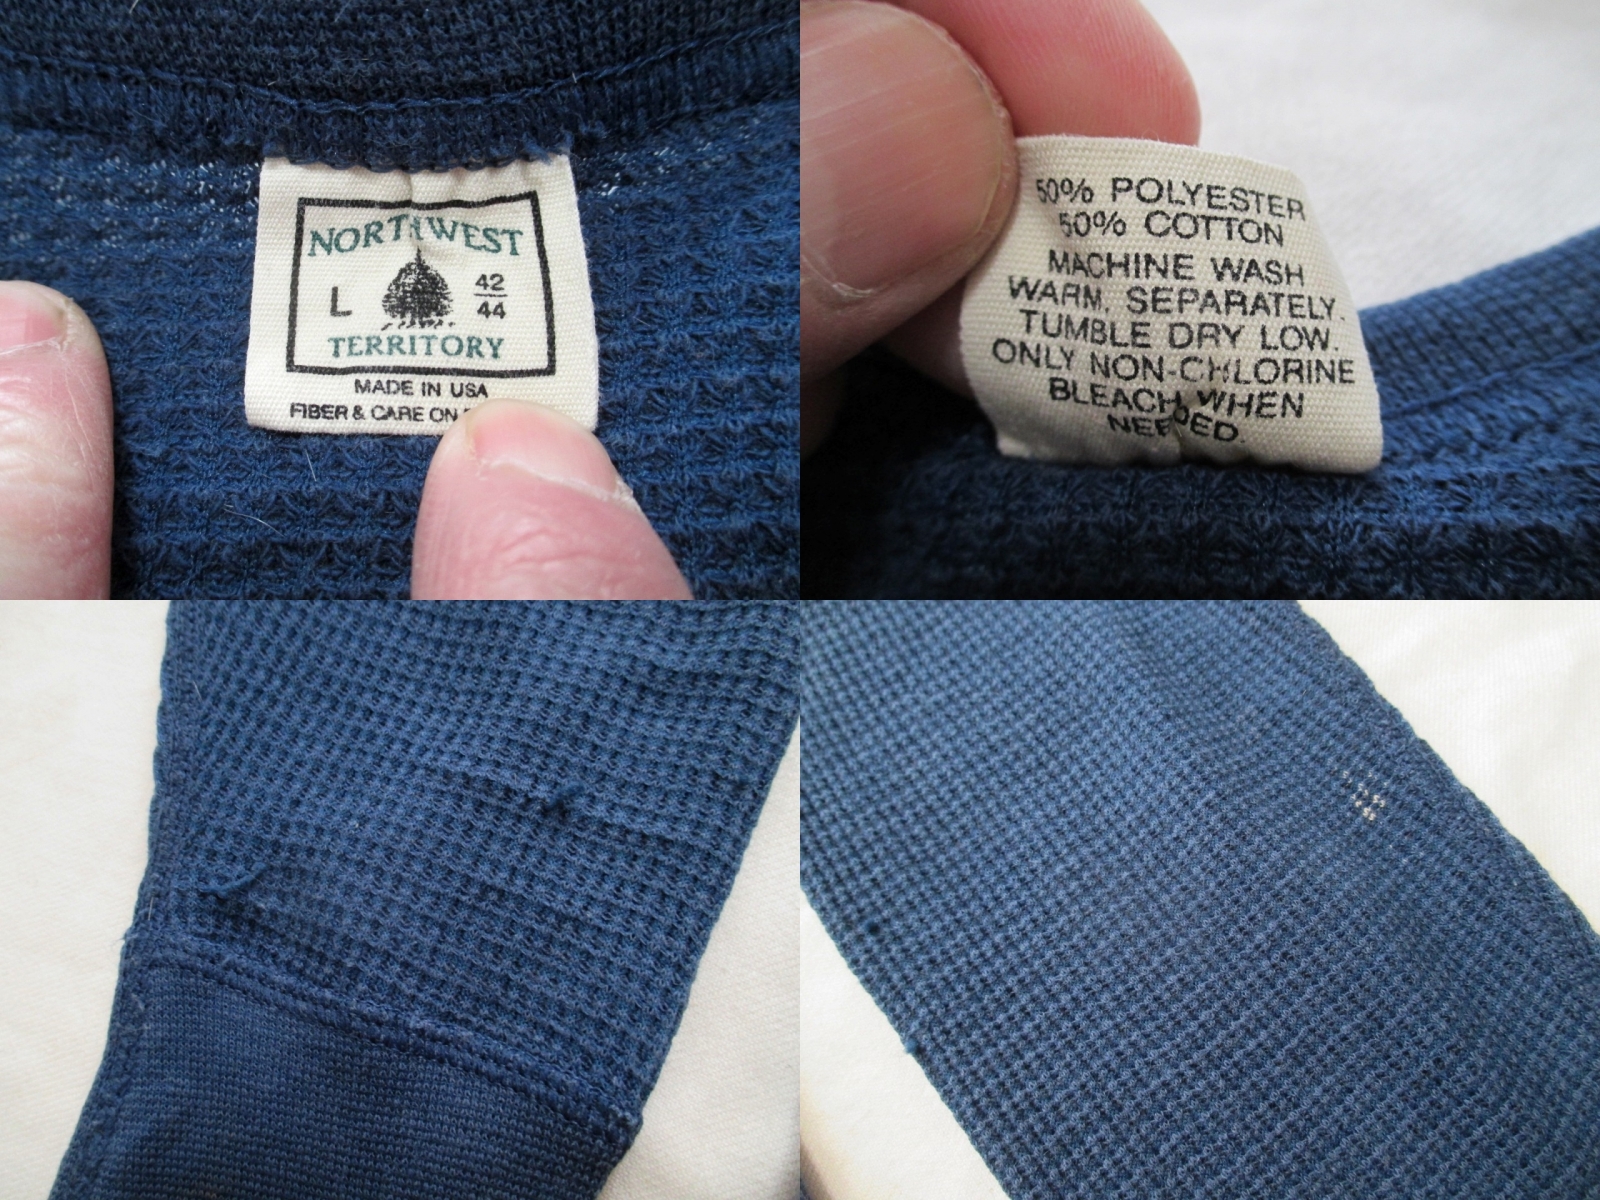 NORTHWEST
L 42/44
TERRITORY
MADE IN USA
FIBER & CARE ON
50% POLYESTER
50% COTTON
MACHINE WASH
WARM, SEPARATELY.
TUMBLE DRY LOW.
ONLY NON-CHLORINE
BLEACH WHEN
NEEDED.